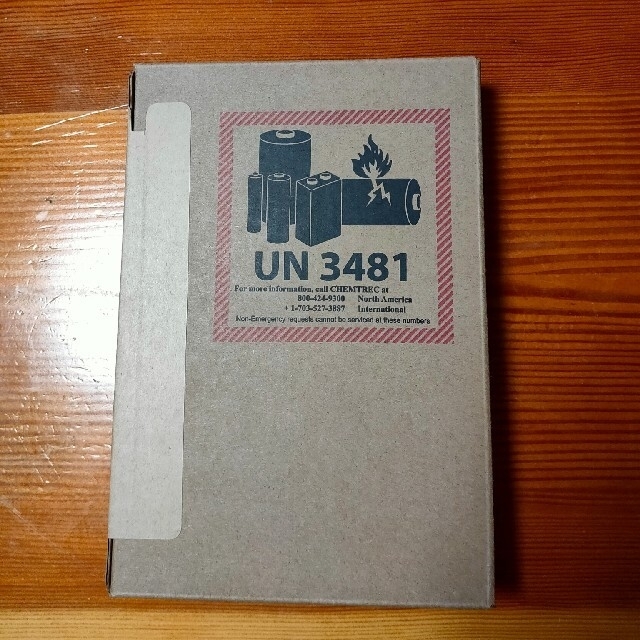 UN 3481
For more information, call CHEMTREC at
800-424-9300 North America
+ 1-703-527-3887 International
Non-Emergency requests cannot be serviced at these numbers